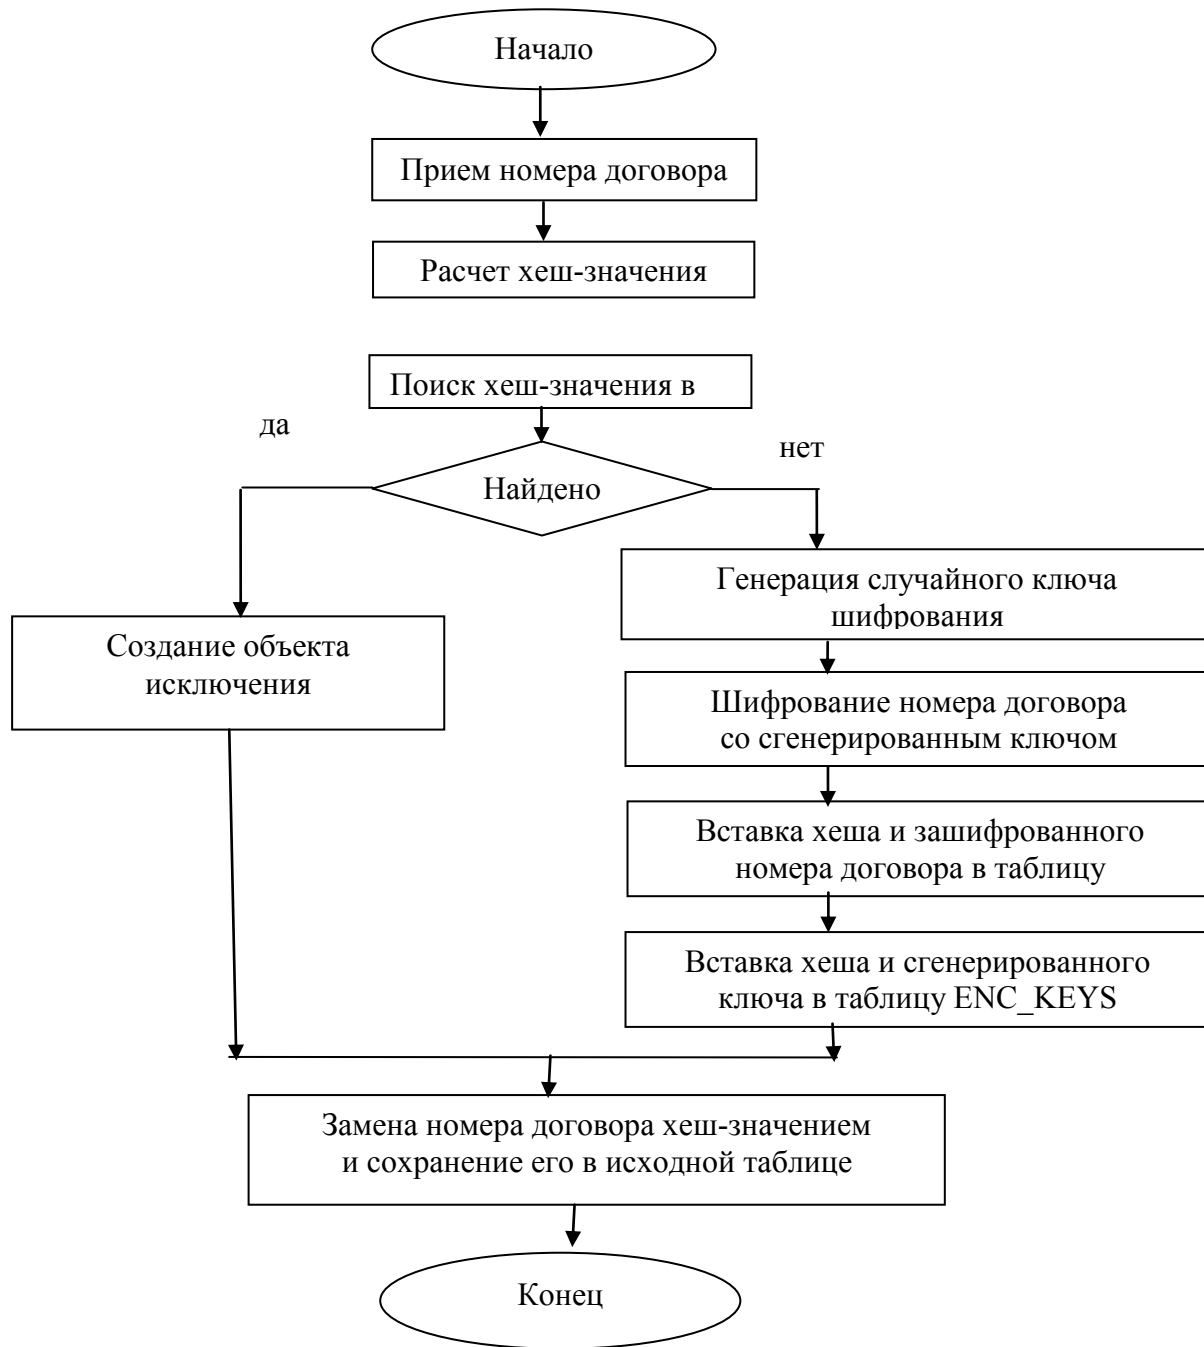 Начало
Прием номера договора
Расчет хеш-значения
Поиск хеш-значения в
да
нет
Найдено
Генерация случайного ключа
шифрования
Создание объекта
исключения
Шифрование номера договора
со сгенерированным ключом
Вставка хеша и зашифрованного
номера договора в таблицу
Вставка хеша и сгенерированного
ключа в таблицу ENC_KEYS
Замена номера договора хеш-значением
и сохранение его в исходной таблице
Конец